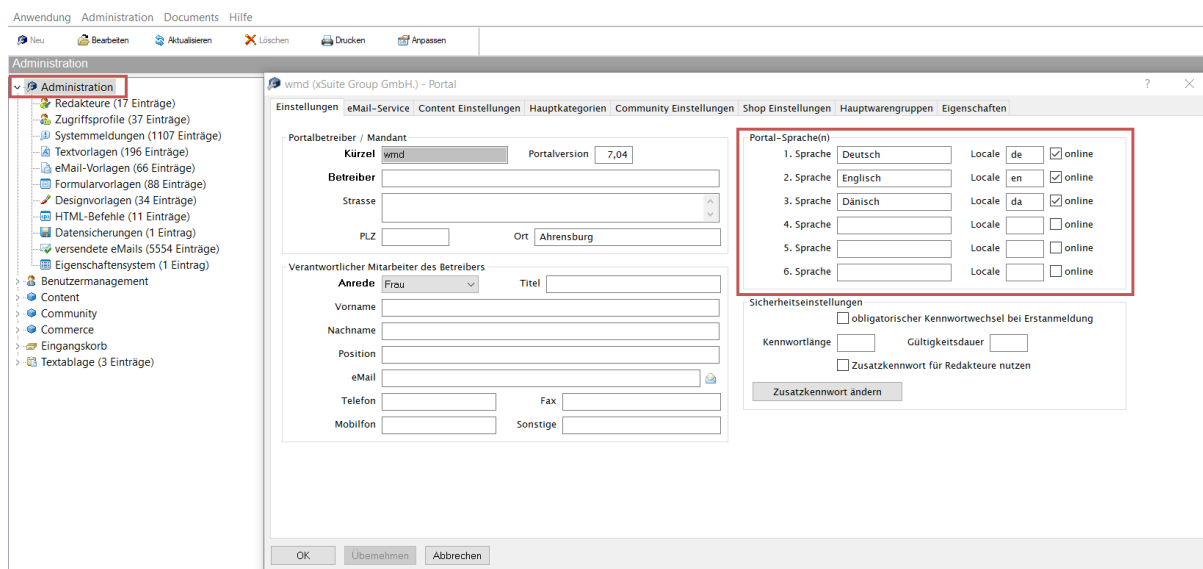 Anwendung Administration Documents Hilfe
Neu Bearbeiten Aktualisieren Löschen Drucken Anpassen
Administration
Administration
Redakteure (17 Einträge)
Zugriffsprofile (37 Einträge)
Systemmeldungen (1107 Einträge)
Textvorlagen (196 Einträge)
eMail-Vorlagen (66 Einträge)
Formularvorlagen (88 Einträge)
Designvorlagen (34 Einträge)
HTML-Befehle (11 Einträge)
Datensicherungen (1 Eintrag)
versendete eMails (5554 Einträge)
Eigenschaftensystem (1 Eintrag)
Benutzermanagement
Content
Community
Commerce
Eingangskorb
Textablage (3 Einträge)
wmd (xSuite Group GmbH.) - Portal ? ×
Einstellungen eMail-Service Content Einstellungen Hauptkategorien Community Einstellungen Shop Einstellungen Hauptwarengruppen Eigenschaften
Portalbetreiber / Mandant
Kürzel wmd Portalversion 7,04
Betreiber
Strasse
PLZ Ort Ahrensburg
Verantwortlicher Mitarbeiter des Betreibers
Anrede Frau Titel
Vorname
Nachname
Position
eMail
Telefon Fax
Mobilfon Sonstige
Portal-Sprache(n)
1. Sprache Deutsch Locale de online
2. Sprache Englisch Locale en online
3. Sprache Dänisch Locale da online
4. Sprache Locale online
5. Sprache Locale online
6. Sprache Locale online
Sicherheitseinstellungen
obligatorischer Kennwortwechsel bei Erstanmeldung
Kennwortlänge Gültigkeitsdauer
Zusatzkennwort für Redakteure nutzen
Zusatzkennwort ändern
OK Übernehmen Abbrechen